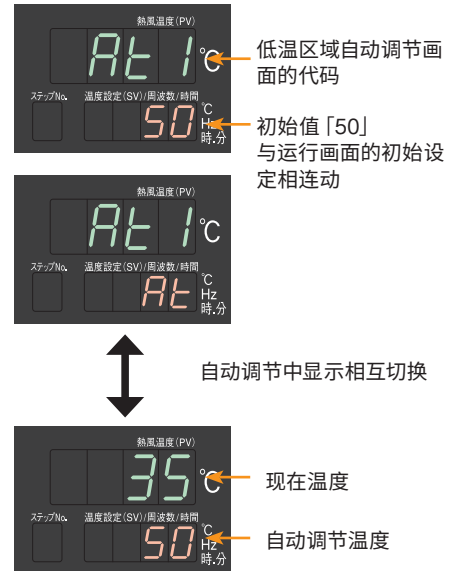 熱風温度(PV)
At1 ℃
低温区域自动调节画
面的代码
ステップNo. 温度設定(SV)/周波数/時間
50 ℃
Hz
時.分
初始值「50」
与运行画面的初始设
定相连动
熱風温度(PV)
At1 ℃
ステップNo. 温度設定(SV)/周波数/時間
At ℃
Hz
時.分
自动调节中显示相互切换
熱風温度(PV)
35 ℃
现在温度
ステップNo. 温度設定(SV)/周波数/時間
50 ℃
Hz
時.分
自动调节温度